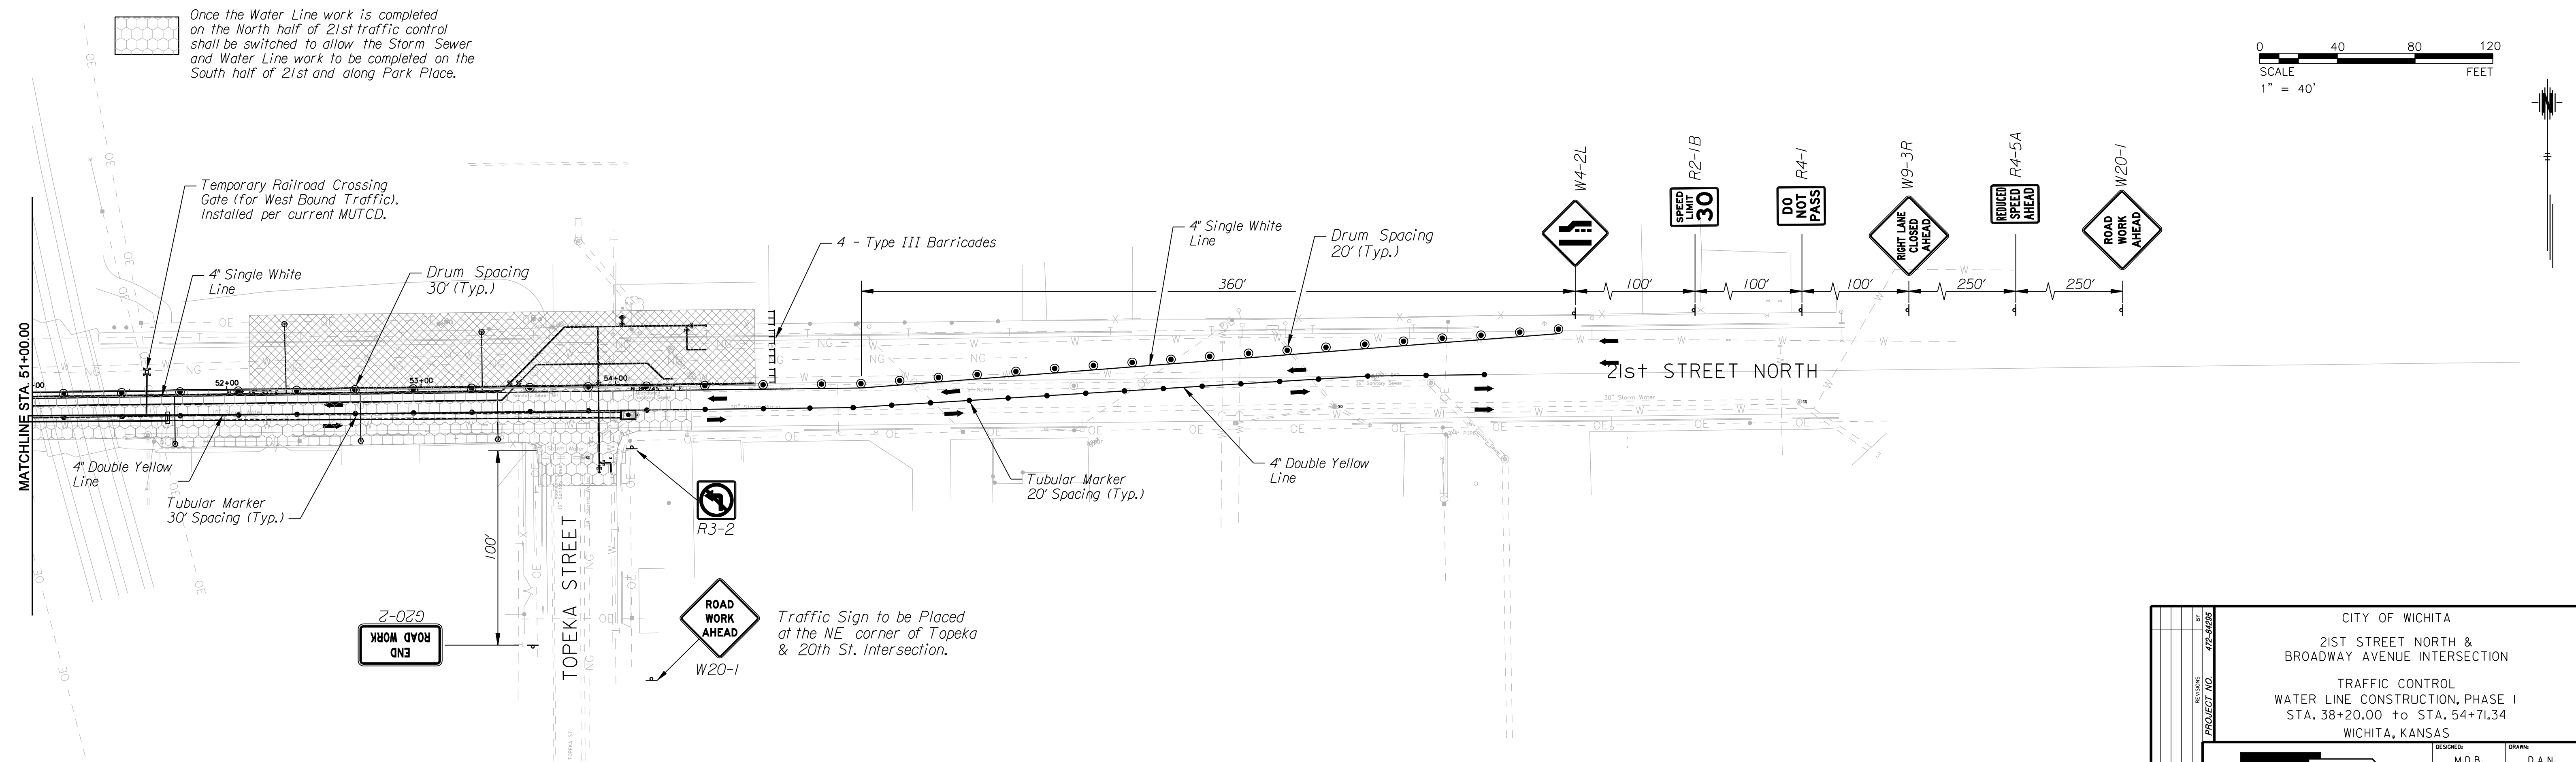 Once the Water Line work is completed
on the North half of 21st traffic control
shall be switched to allow the Storm Sewer
and Water Line work to be completed on the
South half of 21st and along Park Place.
0 40 80 120
SCALE FEET
1" = 40'
N
Temporary Railroad Crossing
Gate (for West Bound Traffic).
Installed per current MUTCD.
4" Single White
Line
Drum Spacing
30' (Typ.)
4 - Type III Barricades
4" Single White
Line
Drum Spacing
20' (Typ.)
W4-2L
R2-1B
SPEED
LIMIT
30
R4-1
DO
NOT
PASS
W9-3R
RIGHT LANE
CLOSED
AHEAD
R4-5A
REDUCED
SPEED
AHEAD
W20-1
ROAD
WORK
AHEAD
360'
100'
100'
100'
250'
250'
MATCHLINE STA. 51+00.00
52+00
53+00
54+00
21st STREET NORTH
30" Storm Water
4" Double Yellow
Line
Tubular Marker
30' Spacing (Typ.)
Tubular Marker
20' Spacing (Typ.)
4" Double Yellow
Line
R3-2
100'
TOPEKA STREET
TOPEKA ST
G20-2
END
ROAD WORK
ROAD
WORK
AHEAD
W20-1
Traffic Sign to be Placed
at the NE corner of Topeka
& 20th St. Intersection.
BY
REVISIONS
PROJECT NO. 472-84295
CITY OF WICHITA
21ST STREET NORTH &
BROADWAY AVENUE INTERSECTION
TRAFFIC CONTROL
WATER LINE CONSTRUCTION, PHASE I
STA. 38+20.00 to STA. 54+71.34
WICHITA, KANSAS
DESIGNED: DRAWN:
M.D.B. D.A.N.